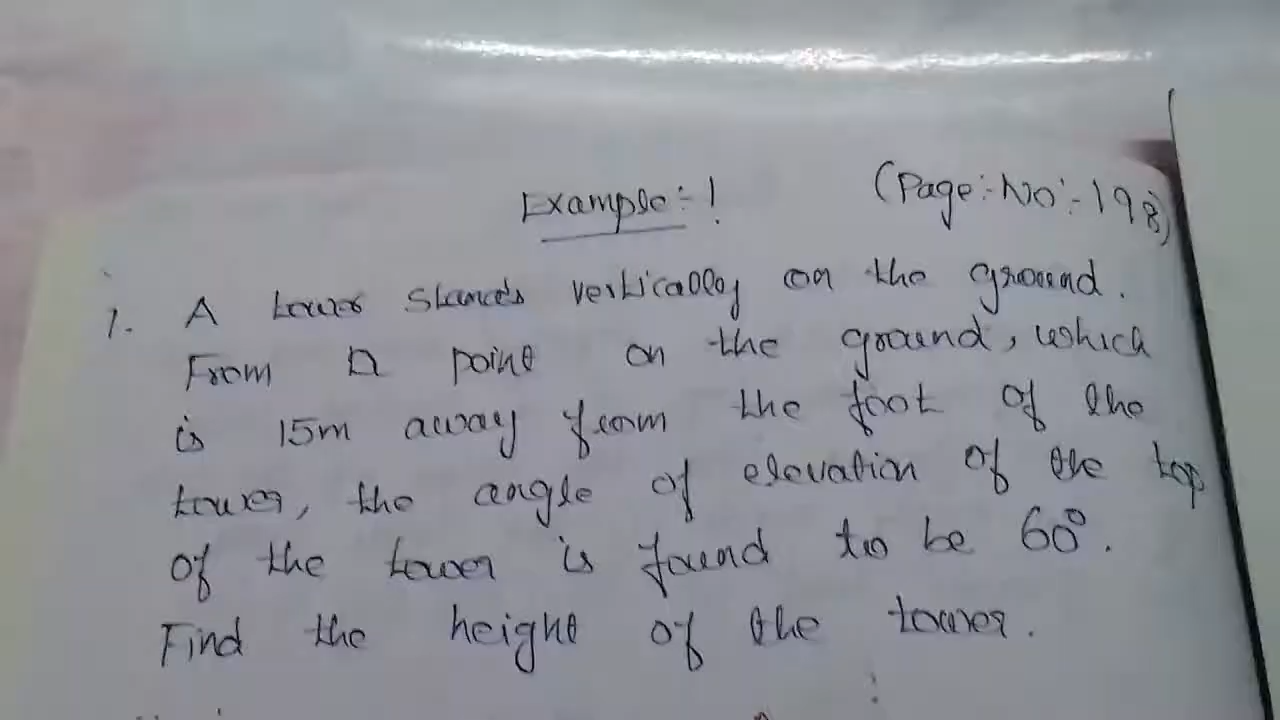 Example:- 1
(Page:-No:-198)
1. A tower stands vertically on the ground.
From a point on the ground, which
is 15m away from the foot of the
tower, the angle of elevation of the top
of the tower is found to be 60°.
Find the height of the tower.